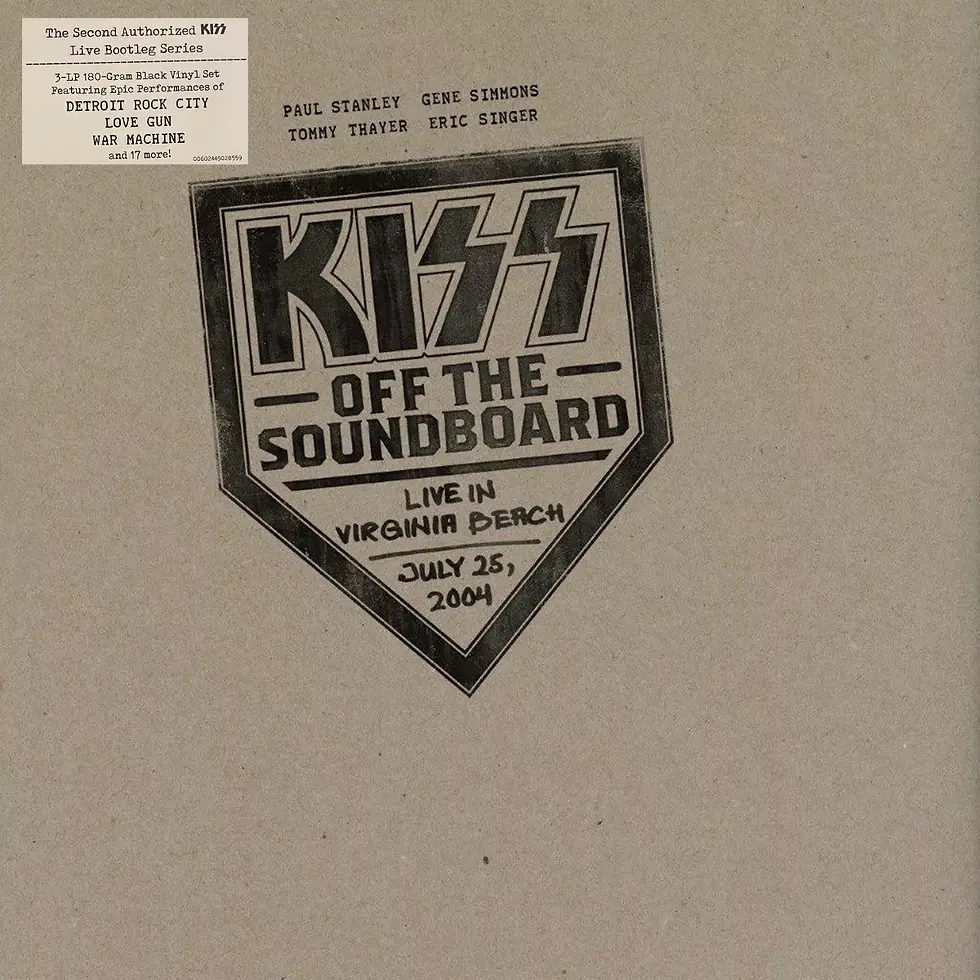 The Second Authorized KISS
Live Bootleg Series
3-LP 180-Gram Black Vinyl Set
Featuring Epic Performances of
DETROIT ROCK CITY
LOVE GUN
WAR MACHINE
and 17 more!
00602445028559
PAUL STANLEY GENE SIMMONS
TOMMY THAYER ERIC SINGER
KISS
OFF THE
SOUNDBOARD
LIVE IN
VIRGINIA BEACH
JULY 25,
2004